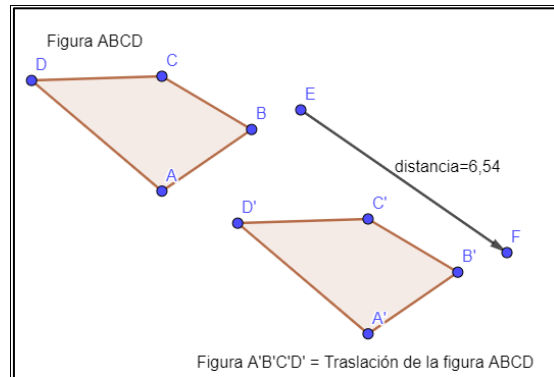 Figura ABCD
D
C
B
A
E
distancia=6,54
F
D'
C'
B'
A'
Figura A'B'C'D' = Traslación de la figura ABCD